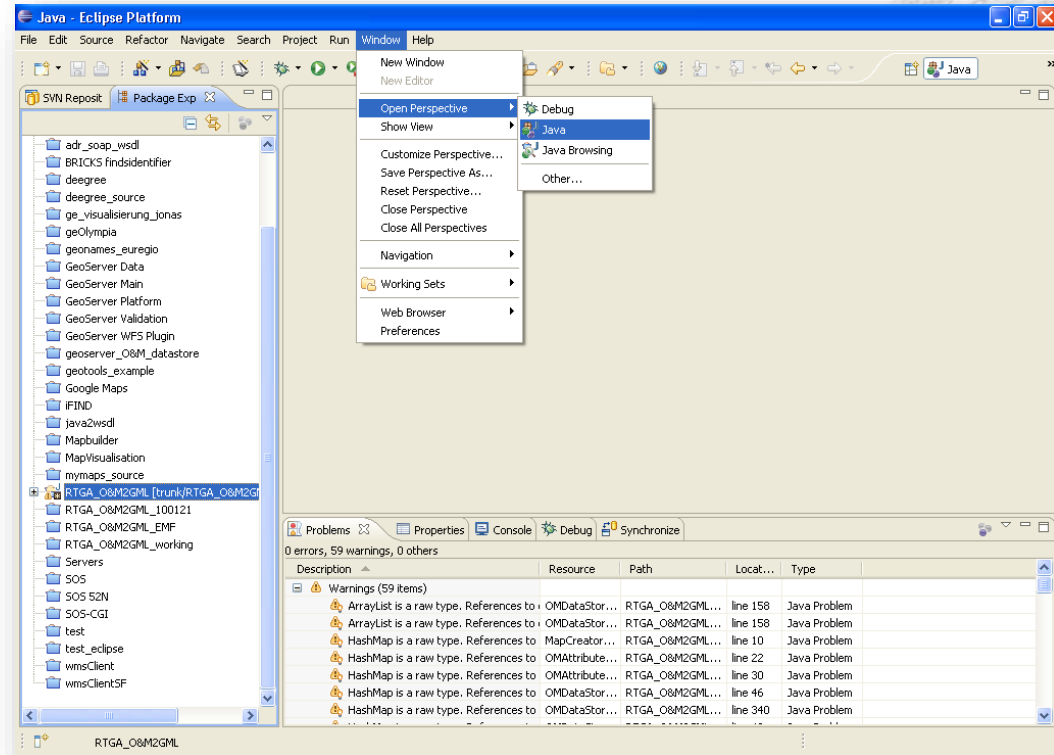 Java - Eclipse Platform
File Edit Source Refactor Navigate Search Project Run Window Help
Java
SVN Reposit
Package Exp
New Window
New Editor
Open Perspective
Show View
Customize Perspective...
Save Perspective As...
Reset Perspective...
Close Perspective
Close All Perspectives
Navigation
Working Sets
Web Browser
Preferences
Debug
Java
Java Browsing
Other...
adr_soap_wsdl
BRICKS findsidentifier
deegree
deegree_source
ge_visualisierung_jonas
geOlympia
geonames_euregio
GeoServer Data
GeoServer Main
GeoServer Platform
GeoServer Validation
GeoServer WFS Plugin
geoserver_O&M_datastore
geotools_example
Google Maps
iFIND
java2wsdl
Mapbuilder
MapVisualisation
mymaps_source
RTGA_O&M2GML [trunk/RTGA_O&M2GM
RTGA_O&M2GML_100121
RTGA_O&M2GML_EMF
RTGA_O&M2GML_working
Servers
SOS
SOS 52N
SOS-CGI
test
test_eclipse
wmsClient
wmsClientSF
Problems Properties Console Debug Synchronize
0 errors, 59 warnings, 0 others
Description Resource Path Locat... Type
Warnings (59 items)
ArrayList is a raw type. References to OMDataStor... RTGA_O&M2GML... line 158 Java Problem
ArrayList is a raw type. References to OMDataStor... RTGA_O&M2GML... line 158 Java Problem
HashMap is a raw type. References to MapCreator... RTGA_O&M2GML... line 10 Java Problem
HashMap is a raw type. References to OMAttribute... RTGA_O&M2GML... line 22 Java Problem
HashMap is a raw type. References to OMAttribute... RTGA_O&M2GML... line 30 Java Problem
HashMap is a raw type. References to OMDataStor... RTGA_O&M2GML... line 46 Java Problem
HashMap is a raw type. References to OMDataStor... RTGA_O&M2GML... line 340 Java Problem
RTGA_O&M2GML